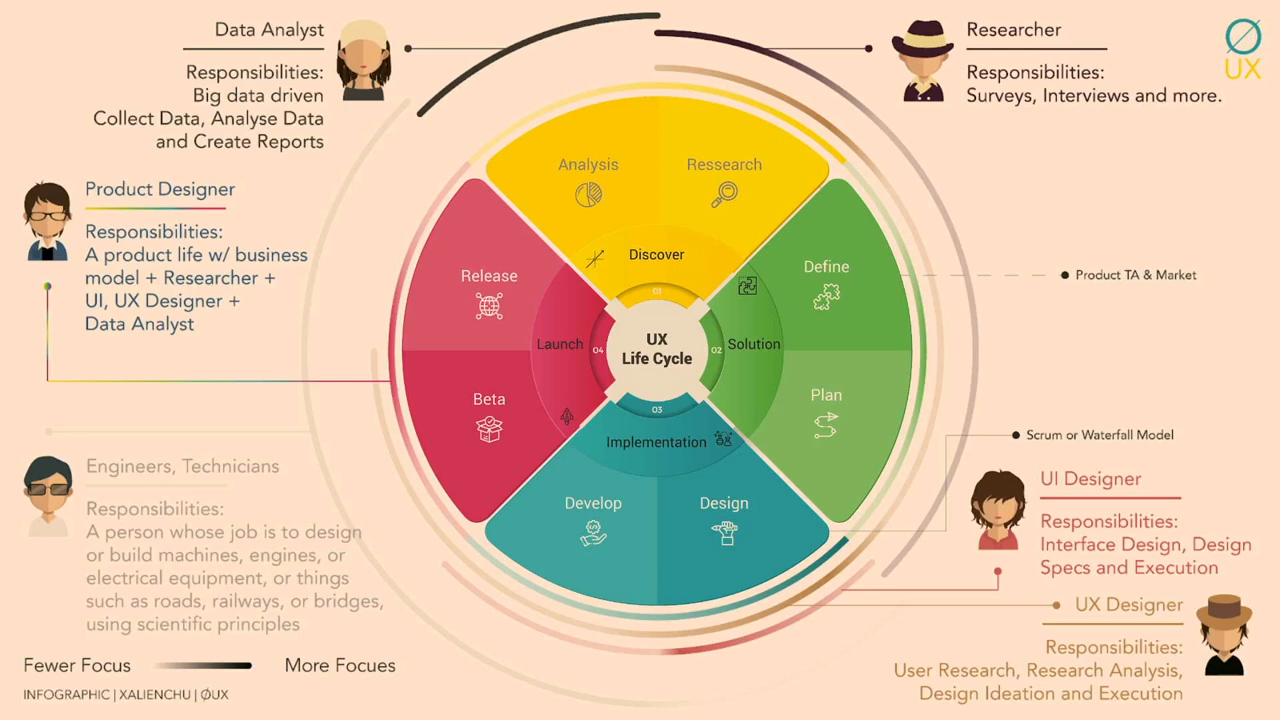 Data Analyst
Responsibilities:
Big data driven
Collect Data, Analyse Data
and Create Reports
Researcher
Responsibilities:
Surveys, Interviews and more.
UX
Product Designer
Responsibilities:
A product life w/ business
model + Researcher +
UI, UX Designer +
Data Analyst
Analysis
Ressearch
Discover
01
Release
Define
Launch
04
UX
Life Cycle
02
Solution
Beta
Plan
03
Implementation
Develop
Design
Product TA & Market
Scrum or Waterfall Model
Engineers, Technicians
Responsibilities:
A person whose job is to design
or build machines, engines, or
electrical equipment, or things
such as roads, railways, or bridges,
using scientific principles
UI Designer
Responsibilities:
Interface Design, Design
Specs and Execution
UX Designer
Responsibilities:
User Research, Research Analysis,
Design Ideation and Execution
Fewer Focus
More Focues
INFOGRAPHIC | XALIENCHU | ØUX